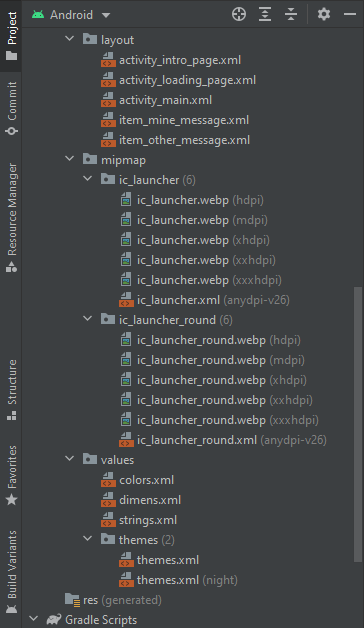 Project
Commit
Resource Manager
Structure
Favorites
Build Variants
Android
layout
activity_intro_page.xml
activity_loading_page.xml
activity_main.xml
item_mine_message.xml
item_other_message.xml
mipmap
ic_launcher (6)
ic_launcher.webp (hdpi)
ic_launcher.webp (mdpi)
ic_launcher.webp (xhdpi)
ic_launcher.webp (xxhdpi)
ic_launcher.webp (xxxhdpi)
ic_launcher.xml (anydpi-v26)
ic_launcher_round (6)
ic_launcher_round.webp (hdpi)
ic_launcher_round.webp (mdpi)
ic_launcher_round.webp (xhdpi)
ic_launcher_round.webp (xxhdpi)
ic_launcher_round.webp (xxxhdpi)
ic_launcher_round.xml (anydpi-v26)
values
colors.xml
dimens.xml
strings.xml
themes (2)
themes.xml
themes.xml (night)
res (generated)
Gradle Scripts